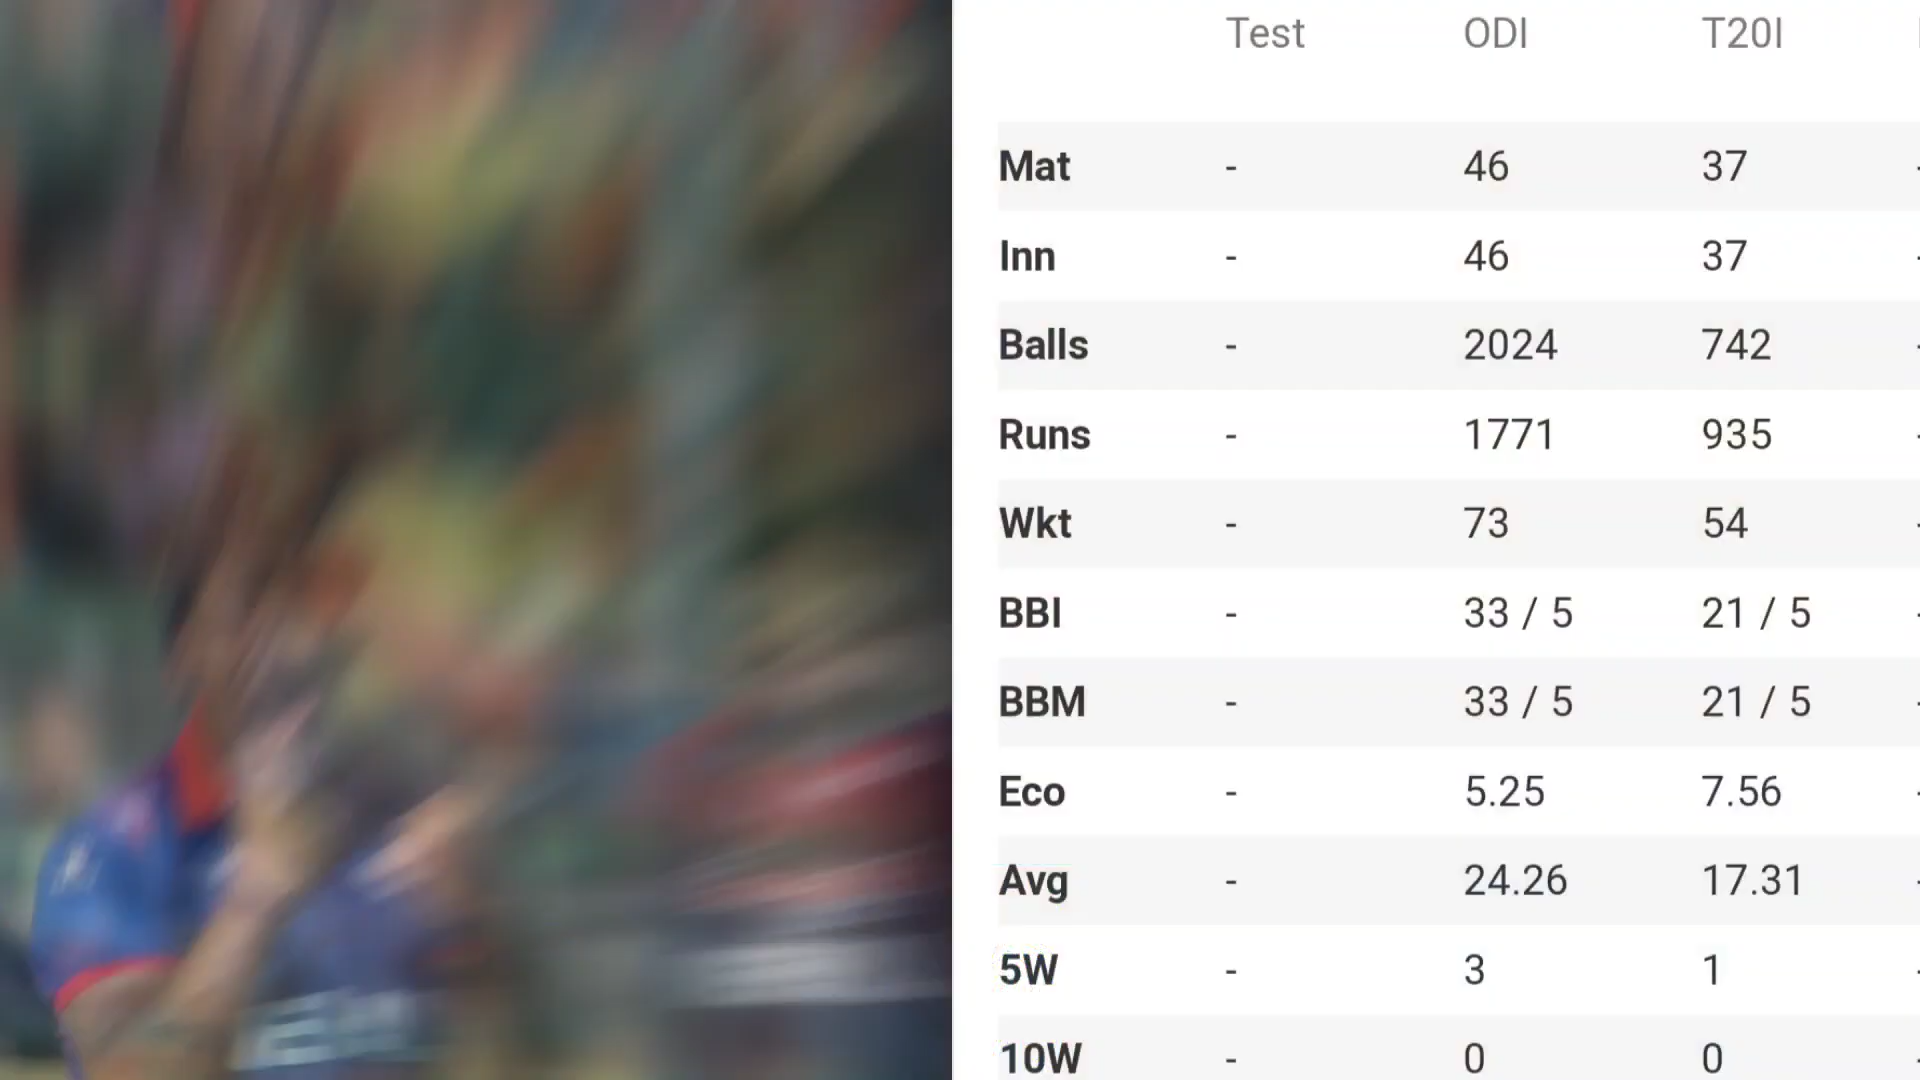 Test ODI T20I
Mat - 46 37
Inn - 46 37
Balls - 2024 742
Runs - 1771 935
Wkt - 73 54
BBI - 33 / 5 21 / 5
BBM - 33 / 5 21 / 5
Eco - 5.25 7.56
Avg - 24.26 17.31
5W - 3 1
10W - 0 0